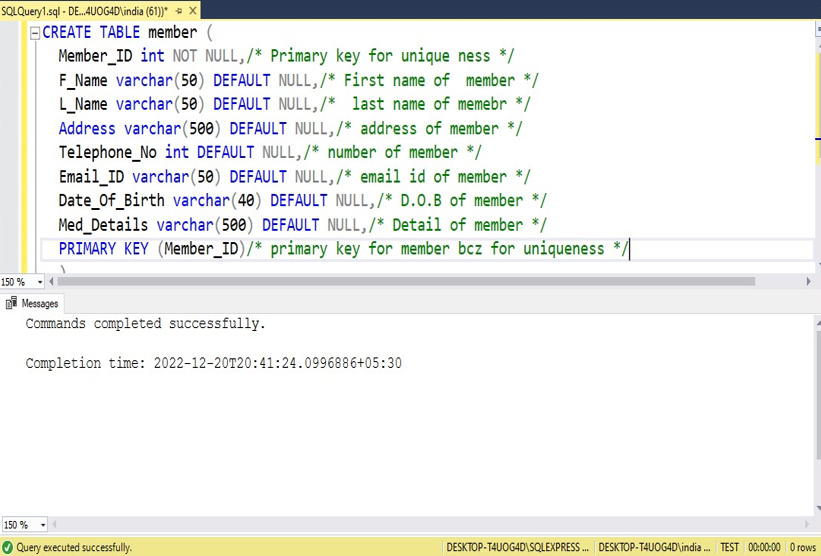 SQLQuery1.sql - DE...4UOG4D\india (61))*
CREATE TABLE member (
Member_ID int NOT NULL,/* Primary key for unique ness */
F_Name varchar(50) DEFAULT NULL,/* First name of  member */
L_Name varchar(50) DEFAULT NULL,/*  last name of memebr */
Address varchar(500) DEFAULT NULL,/* address of member */
Telephone_No int DEFAULT NULL,/* number of member */
Email_ID varchar(50) DEFAULT NULL,/* email id of member */
Date_Of_Birth varchar(40) DEFAULT NULL,/* D.O.B of member */
Med_Details varchar(500) DEFAULT NULL,/* Detail of member */
PRIMARY KEY (Member_ID)/* primary key for member bcz for uniqueness */
)
150 %
Messages
Commands completed successfully.
Completion time: 2022-12-20T20:41:24.0996886+05:30
150 %
Query executed successfully. DESKTOP-T4UOG4D\SQLEXPRESS ... DESKTOP-T4UOG4D\india ... TEST 00:00:00 0 rows